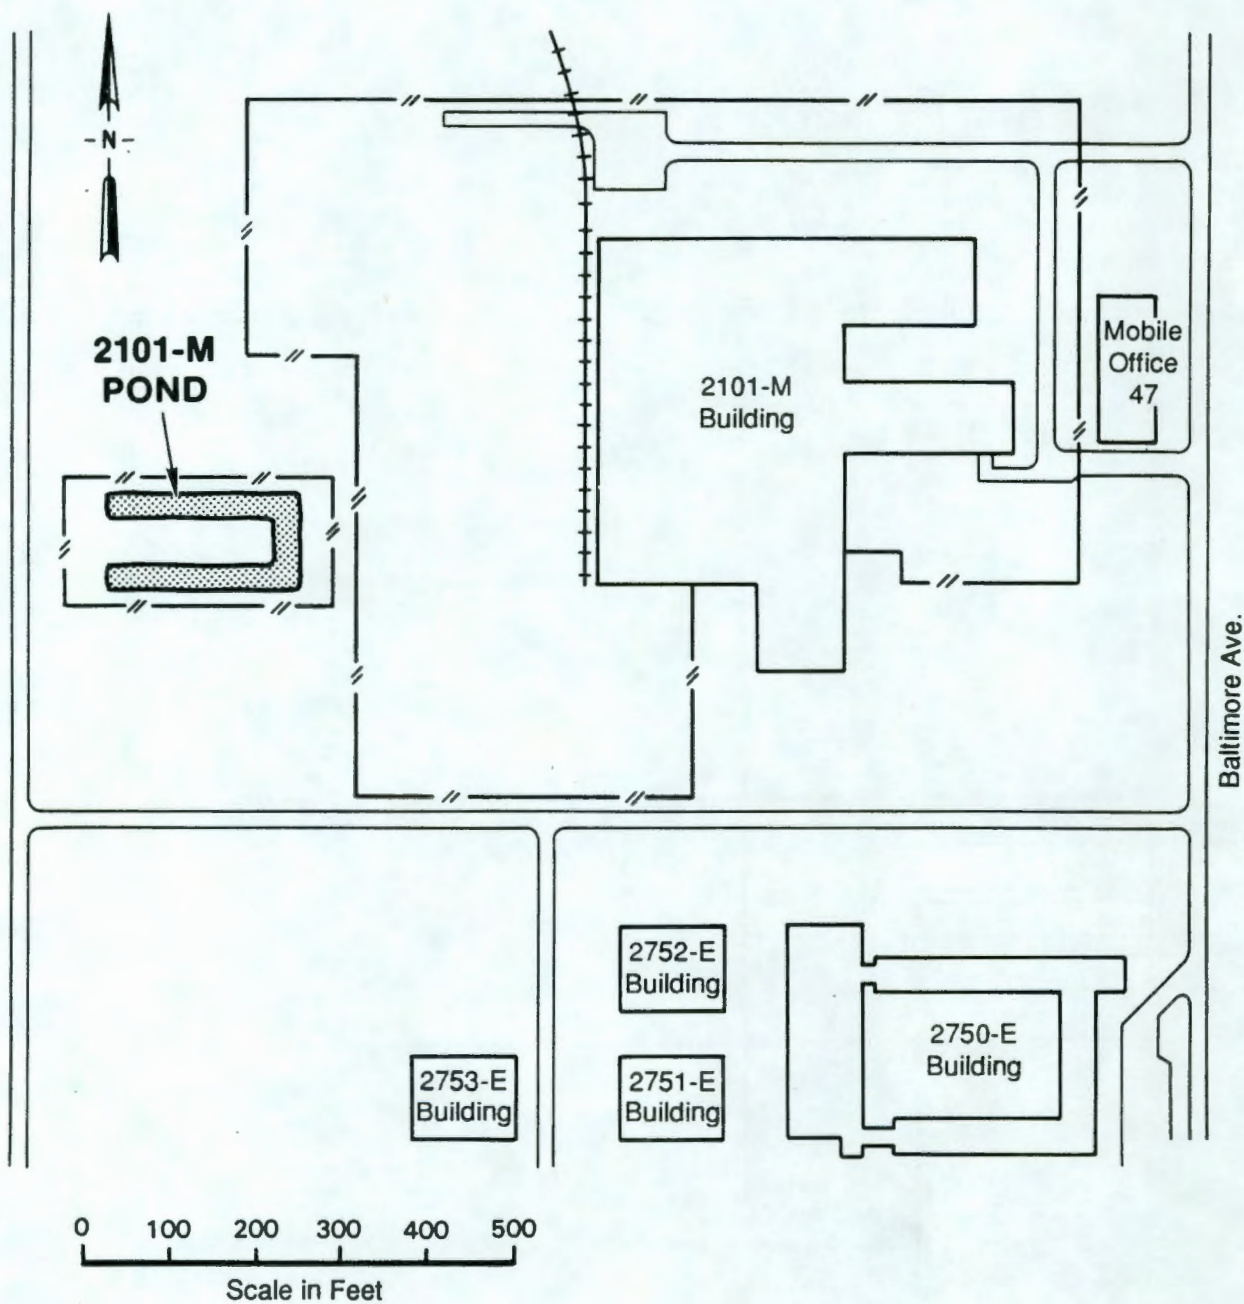 N
2101-M
POND
2101-M
Building
Mobile
Office
47
Baltimore Ave.
2752-E
Building
2750-E
Building
2753-E
Building
2751-E
Building
0 100 200 300 400 500
Scale in Feet